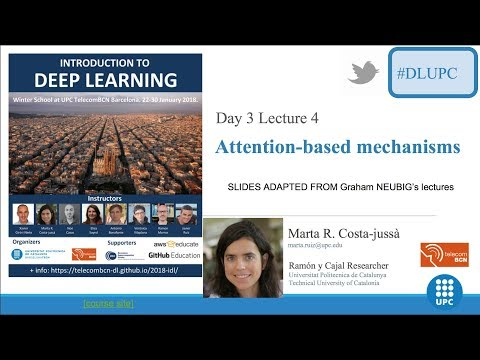 INTRODUCTION TO
DEEP LEARNING
Winter School at UPC TelecomBCN Barcelona. 22-30 January 2018.
Instructors
Organizers
Supporters
aws educate
GitHub Education
+ info: https://telecombcn-dl.github.io/2018-idl/
[course site]
#DLUPC
Day 3 Lecture 4
Attention-based mechanisms
SLIDES ADAPTED FROM Graham NEUBIG's lectures
Marta R. Costa-jussà
marta.ruiz@upc.edu
Ramón y Cajal Researcher
Universitat Politecnica de Catalunya
Technical University of Catalonia
telecom
BCN
UPC